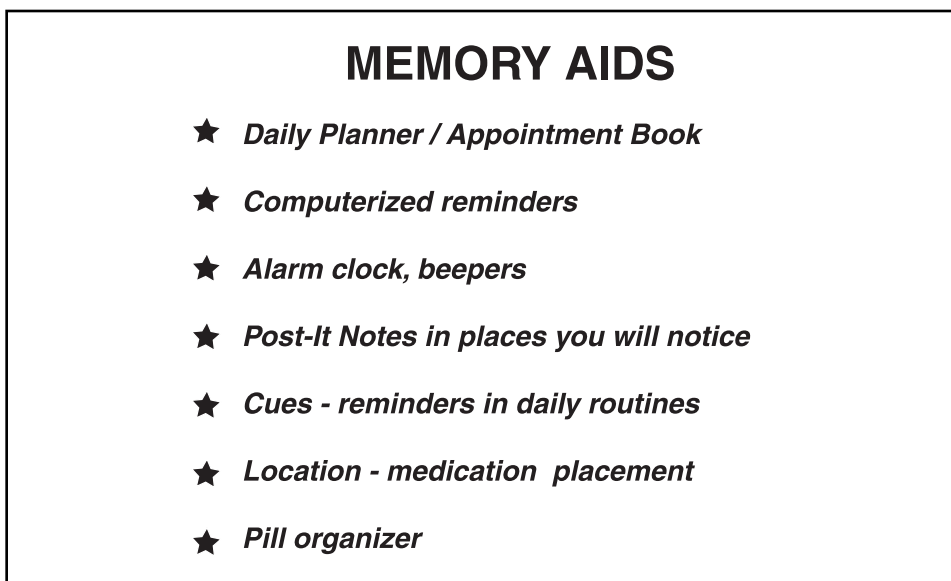 MEMORY AIDS
★ Daily Planner / Appointment Book
★ Computerized reminders
★ Alarm clock, beepers
★ Post-It Notes in places you will notice
★ Cues - reminders in daily routines
★ Location - medication placement
★ Pill organizer